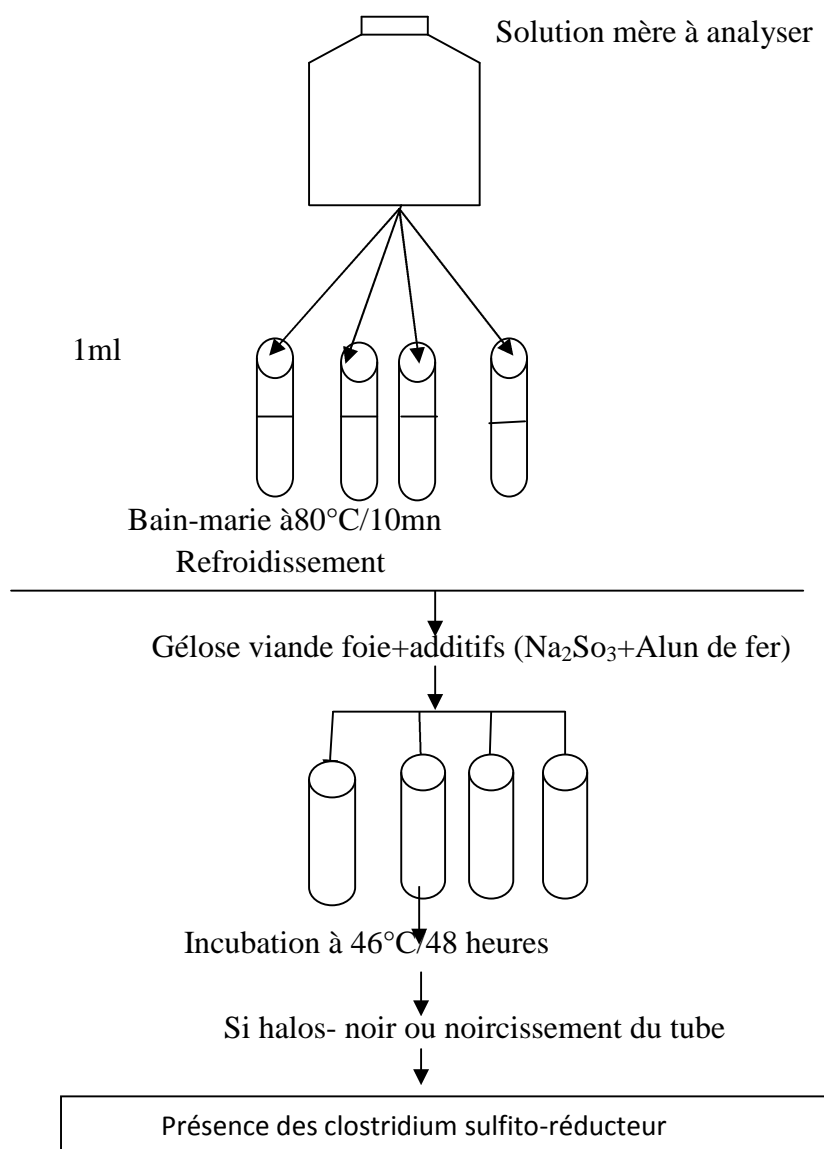 Solution mère à analyser
1ml
Bain-marie à80°C/10mn
Refroidissement
Gélose viande foie+additifs (Na₂So₃+Alun de fer)
Incubation à 46°C/48 heures
Si halos- noir ou noircissement du tube
Présence des clostridium sulfito-réducteur